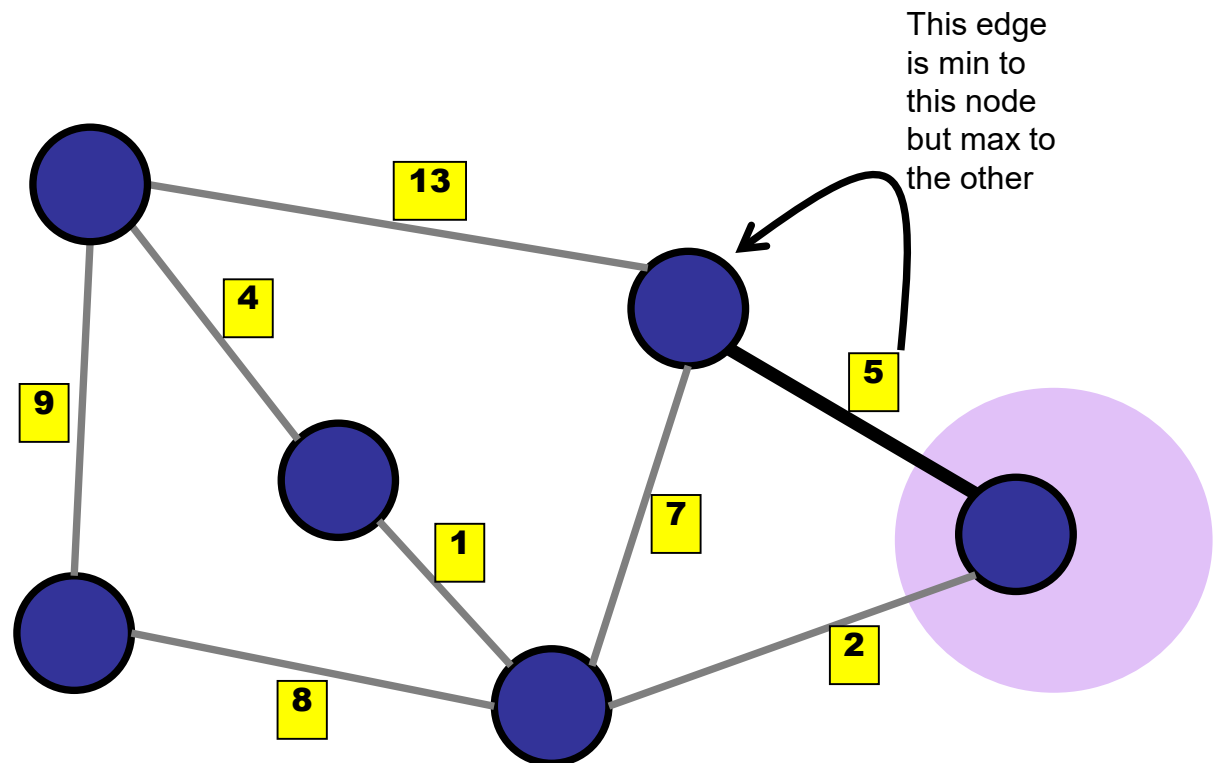 This edge
is min to
this node
but max to
the other
13
4
5
9
7
1
2
8